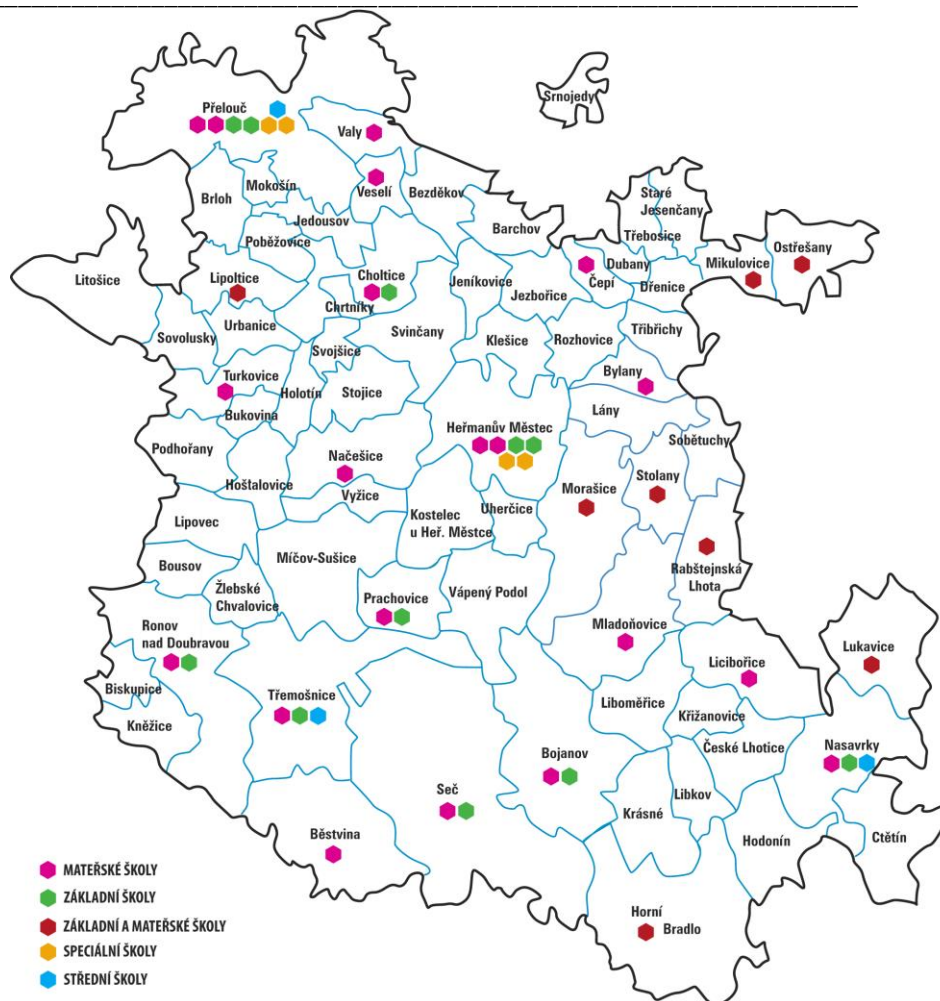 Přelouč
Srnojedy
Valy
Veselí
Bezděkov
Mokošín
Brloh
Staré
Jesenčany
Jedousov
Barchov
Třebosice
Ostřešany
Poběžovice
Mikulovice
Dubany
Litošice
Lipoltice
Choltice
Jeníkovice
Čepí
Dřenice
Jezbořice
Chrtníky
Urbanice
Třibřichy
Svinčany
Sovolusky
Klešice
Rozhovice
Svojšice
Bylany
Turkovice
Holotín
Stojice
Bukovina
Lány
Heřmanův Městec
Sobětuchy
Podhořany
Načešice
Hoštalovice
Stolany
Morašice
Vyžice
Uherčice
Kostelec
u Heř. Městce
Lipovec
Míčov-Sušice
Bousov
Rabštejnská
Lhota
Žlebské
Chvalovice
Vápený Podol
Prachovice
Mladoňovice
Ronov
nad Doubravou
Lukavice
Licibořice
Biskupice
Třemošnice
Liboměřice
Křižanovice
Kněžice
České Lhotice
Nasavrky
Bojanov
Seč
Libkov
Krásné
Hodonín
Ctětín
Běstvina
Horní
Bradlo
MATEŘSKÉ ŠKOLY
ZÁKLADNÍ ŠKOLY
ZÁKLADNÍ A MATEŘSKÉ ŠKOLY
SPECIÁLNÍ ŠKOLY
STŘEDNÍ ŠKOLY